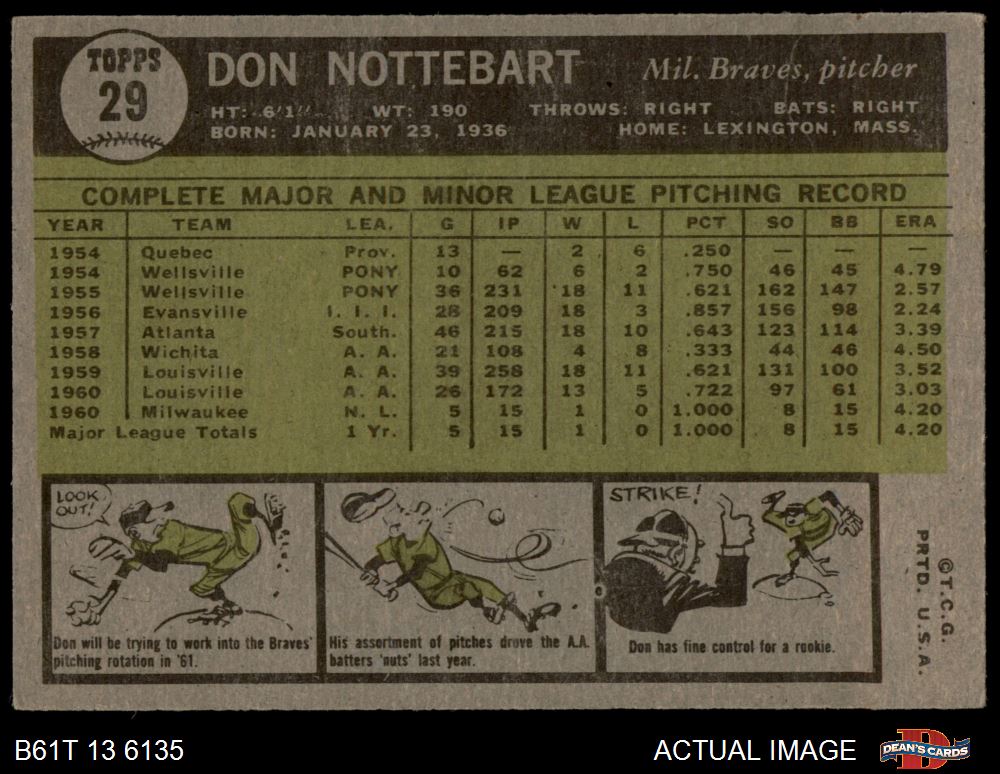 TOPPS
29
DON NOTTEBART Mil. Braves, pitcher
HT: 6'1" WT: 190 THROWS: RIGHT BATS: RIGHT
BORN: JANUARY 23, 1936 HOME: LEXINGTON, MASS.
COMPLETE MAJOR AND MINOR LEAGUE PITCHING RECORD
YEAR TEAM LEA. G IP W L PCT SO BB ERA
1954 Quebec Prov. 13 — 2 6 .250 — — —
1954 Wellsville PONY 10 62 6 2 .750 46 45 4.79
1955 Wellsville PONY 36 231 18 11 .621 162 147 2.57
1956 Evansville I. I. I. 28 209 18 3 .857 156 98 2.24
1957 Atlanta South. 46 215 18 10 .643 123 114 3.39
1958 Wichita A. A. 21 108 4 8 .333 44 46 4.50
1959 Louisville A. A. 39 258 18 11 .621 131 100 3.52
1960 Louisville A. A. 26 172 13 5 .722 97 61 3.03
1960 Milwaukee N. L. 5 15 1 0 1.000 8 15 4.20
Major League Totals 1 Yr. 5 15 1 0 1.000 8 15 4.20
LOOK
OUT!
Don will be trying to work into the Braves'
pitching rotation in '61.
His assortment of pitches drove the A.A.
batters 'nuts' last year.
STRIKE!
Don has fine control for a rookie.
©T.C.G.
PRTD. U.S.A.
B61T 13 6135 ACTUAL IMAGE DEAN'S CARDS